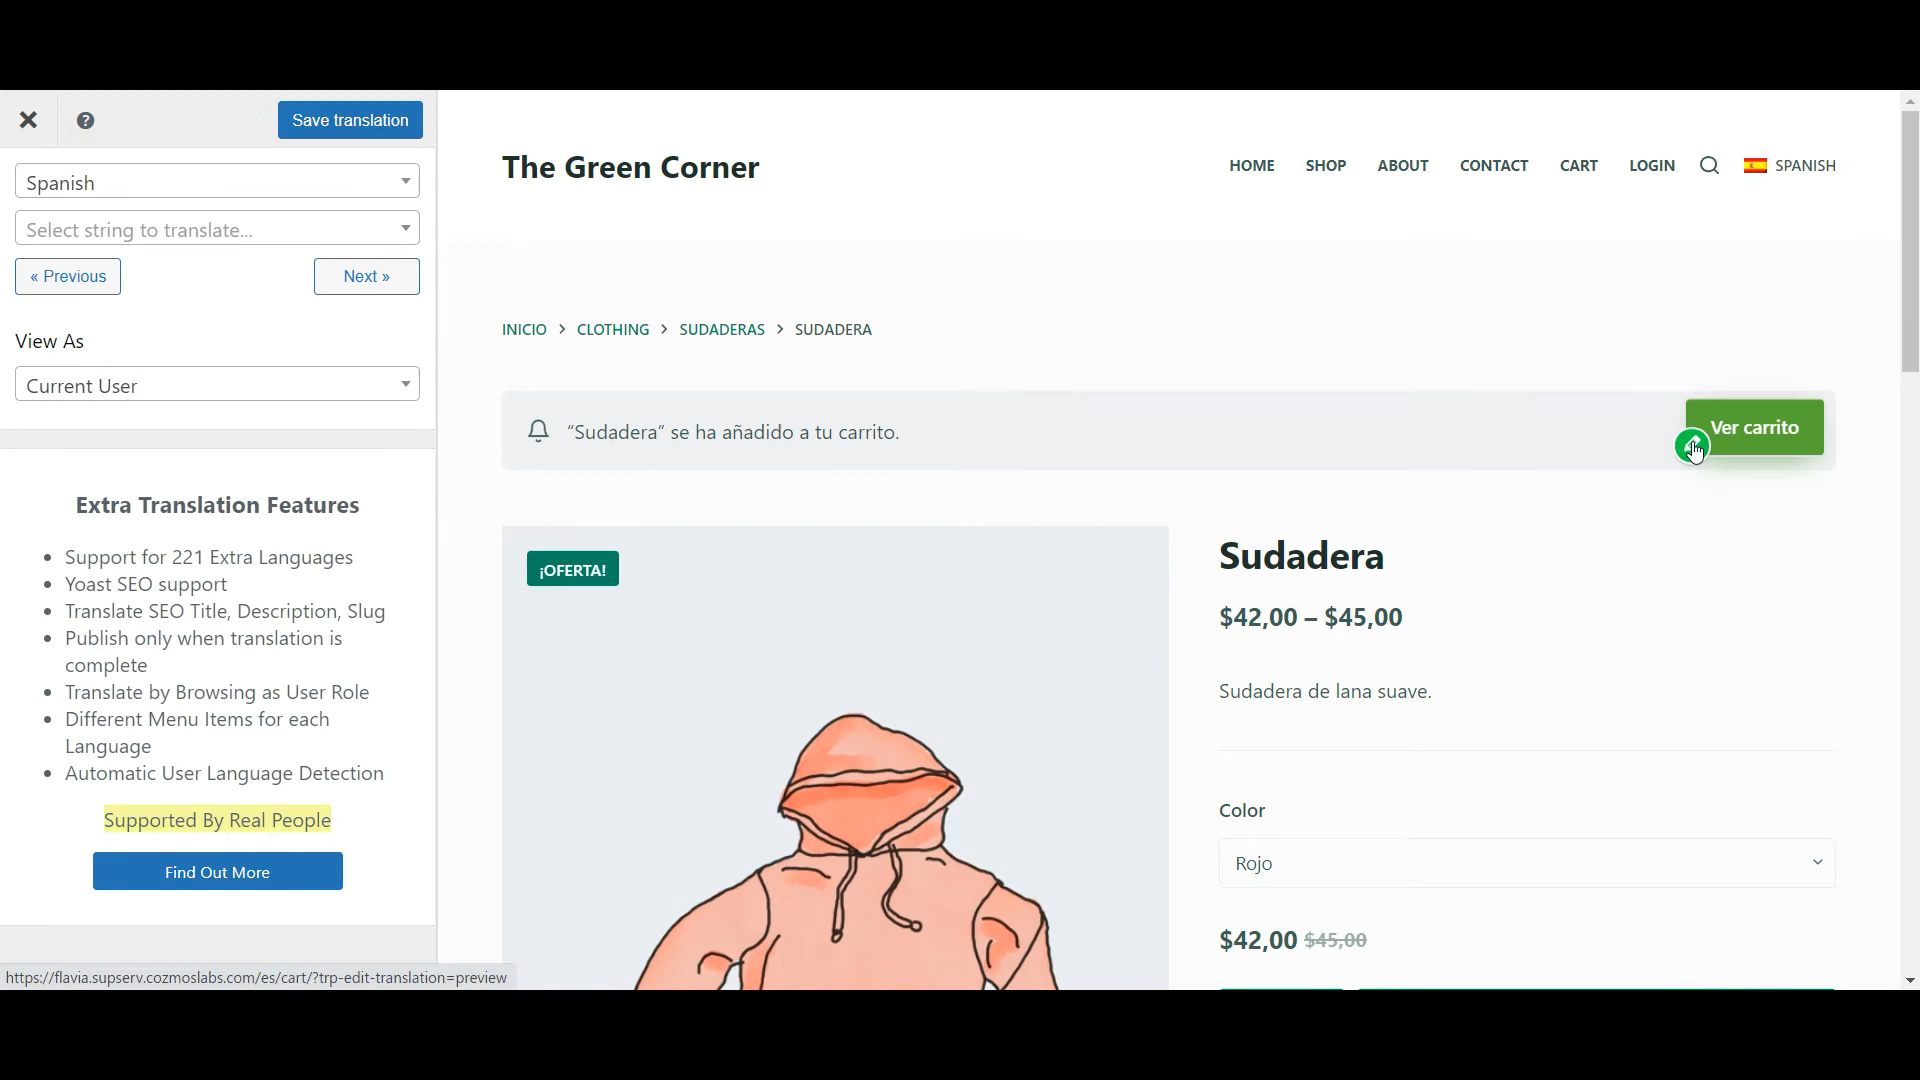 Save translation
Spanish
Select string to translate...
« Previous
Next »
View As
Current User
Extra Translation Features
Support for 221 Extra Languages
Yoast SEO support
Translate SEO Title, Description, Slug
Publish only when translation is
complete
Translate by Browsing as User Role
Different Menu Items for each
Language
Automatic User Language Detection
Supported By Real People
Find Out More
https://flavia.supserv.cozmoslabs.com/es/cart/?trp-edit-translation=preview
The Green Corner
HOME SHOP ABOUT CONTACT CART LOGIN SPANISH
INICIO > CLOTHING > SUDADERAS > SUDADERA
“Sudadera” se ha añadido a tu carrito.
Ver carrito
¡OFERTA!
Sudadera
$42,00 – $45,00
Sudadera de lana suave.
Color
Rojo
$42,00 $45,00